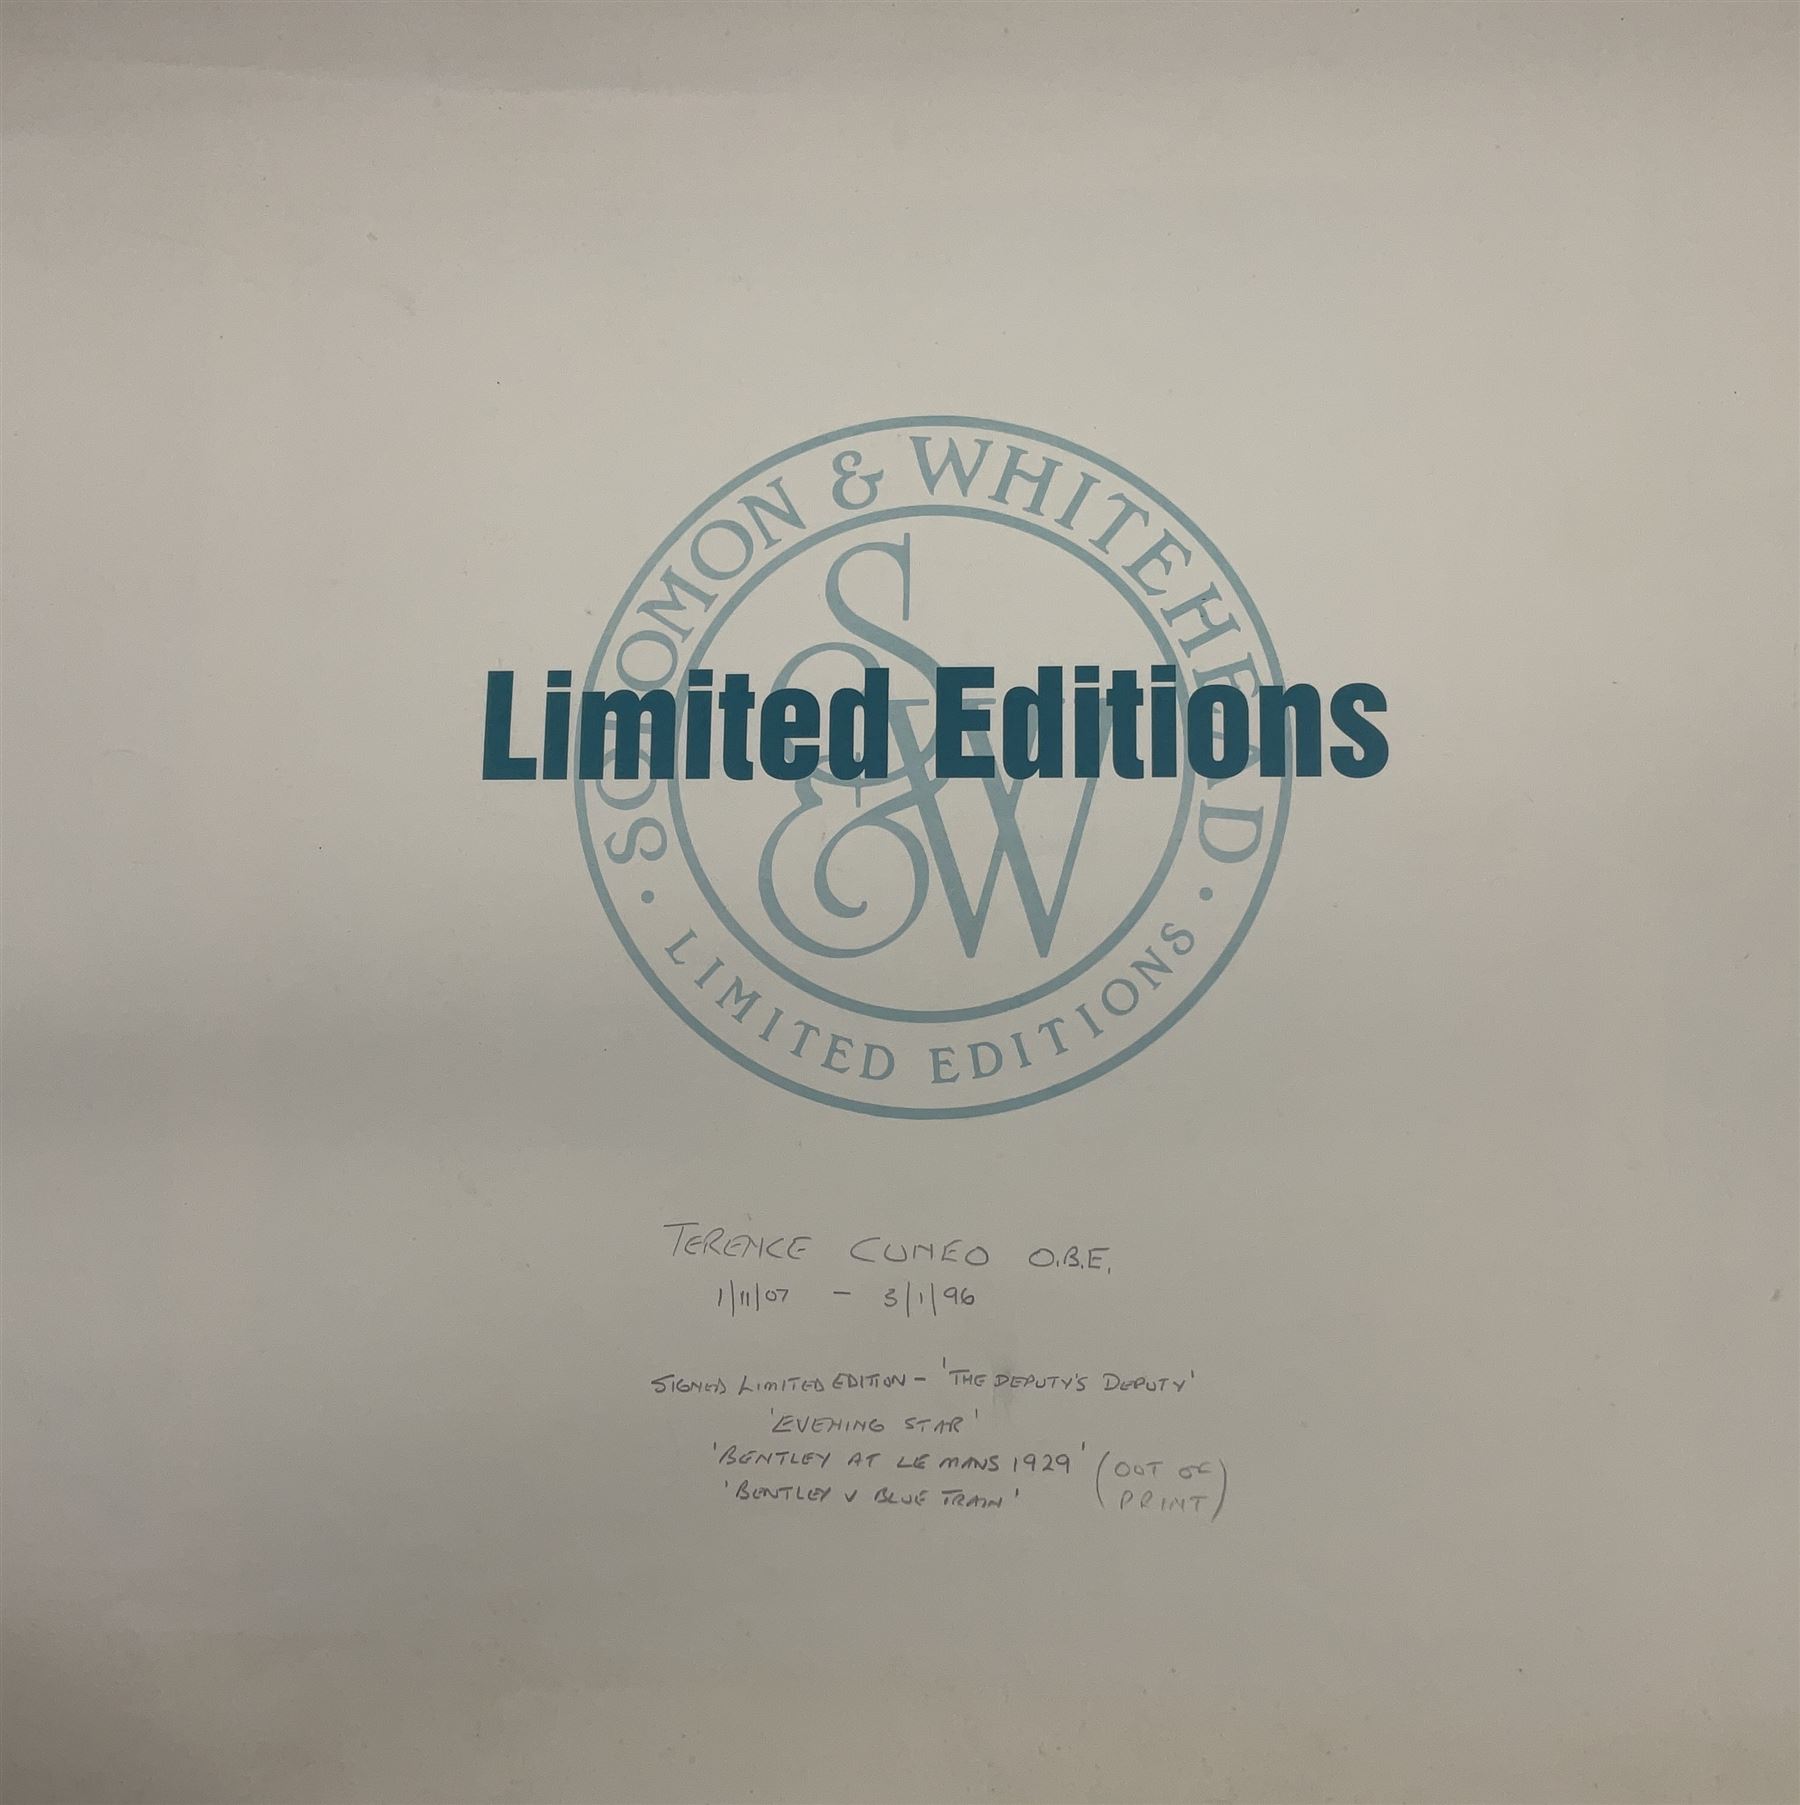 SOLOMON & WHITEHEAD
S&W
Limited Editions
· LIMITED EDITIONS ·
TERENCE CUNEO O.B.E.
1/11/07 - 3/1/96
SIGNED LIMITED EDITION - 'THE DEPUTY'S DEPUTY'
'EVENING STAR'
'BENTLEY AT LE MANS 1929' (OUT OF
'BENTLEY V BLUE TRAIN' PRINT)